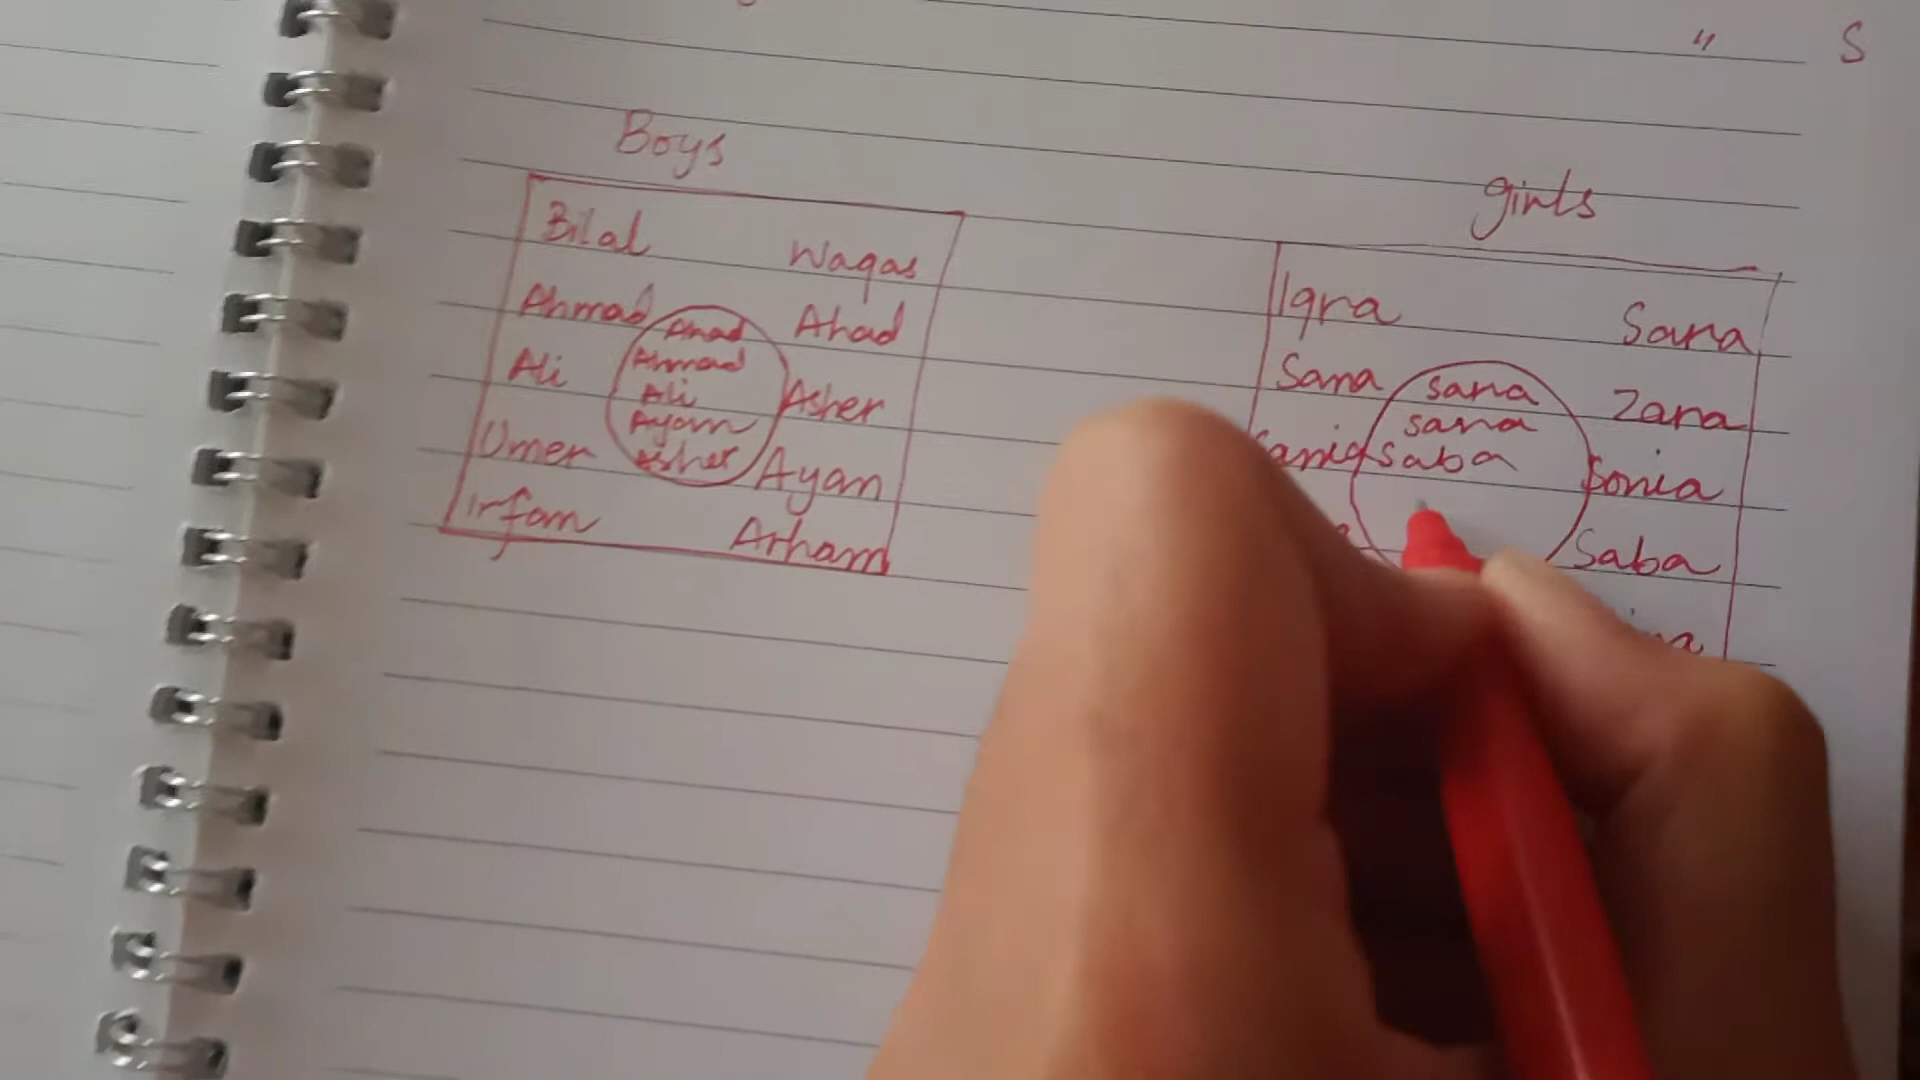 " S
Boys
Bilal Waqas
Ahmad Ahad
Ali Asher
Umer Ayan
Irfan Arham
Ahad
Ahmad
Ali
Ayan
Asher
girls
Iqra Sana
Sana Zara
Sonia
Saba
sana
sana
saba